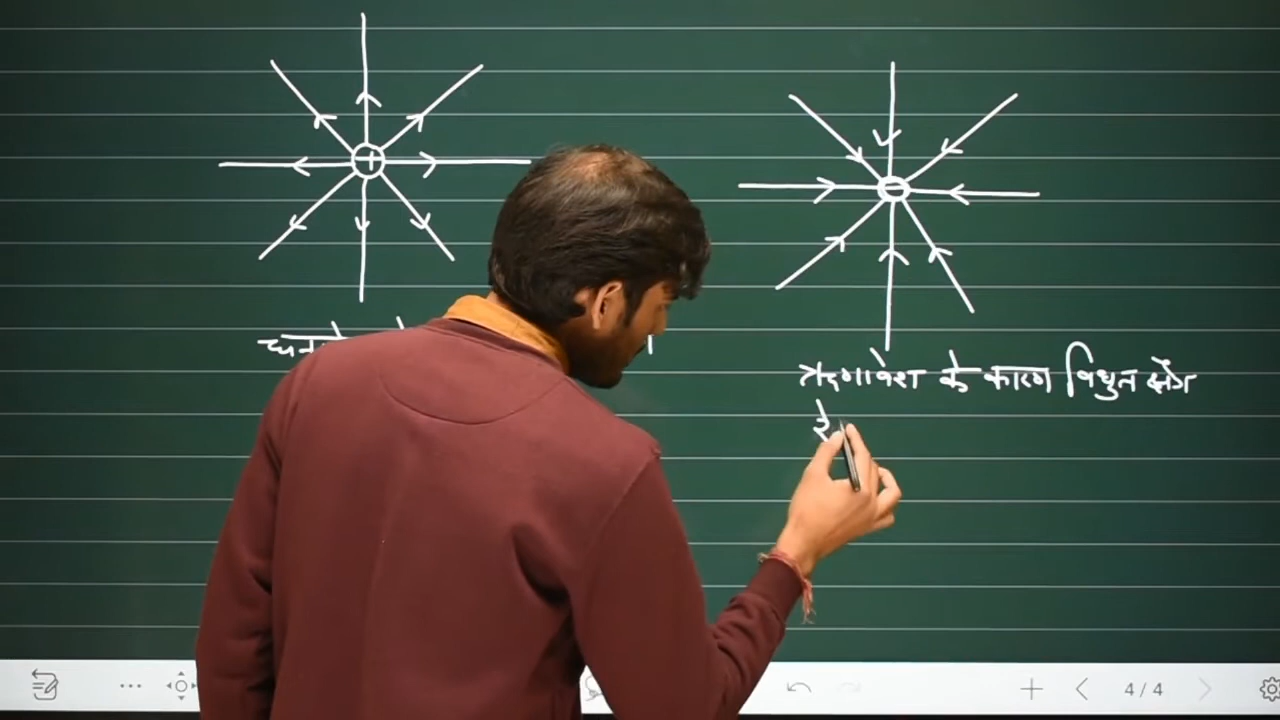 +
−
ऋणावेश के कारण विधुत क्षेत्र
रे
4 / 4